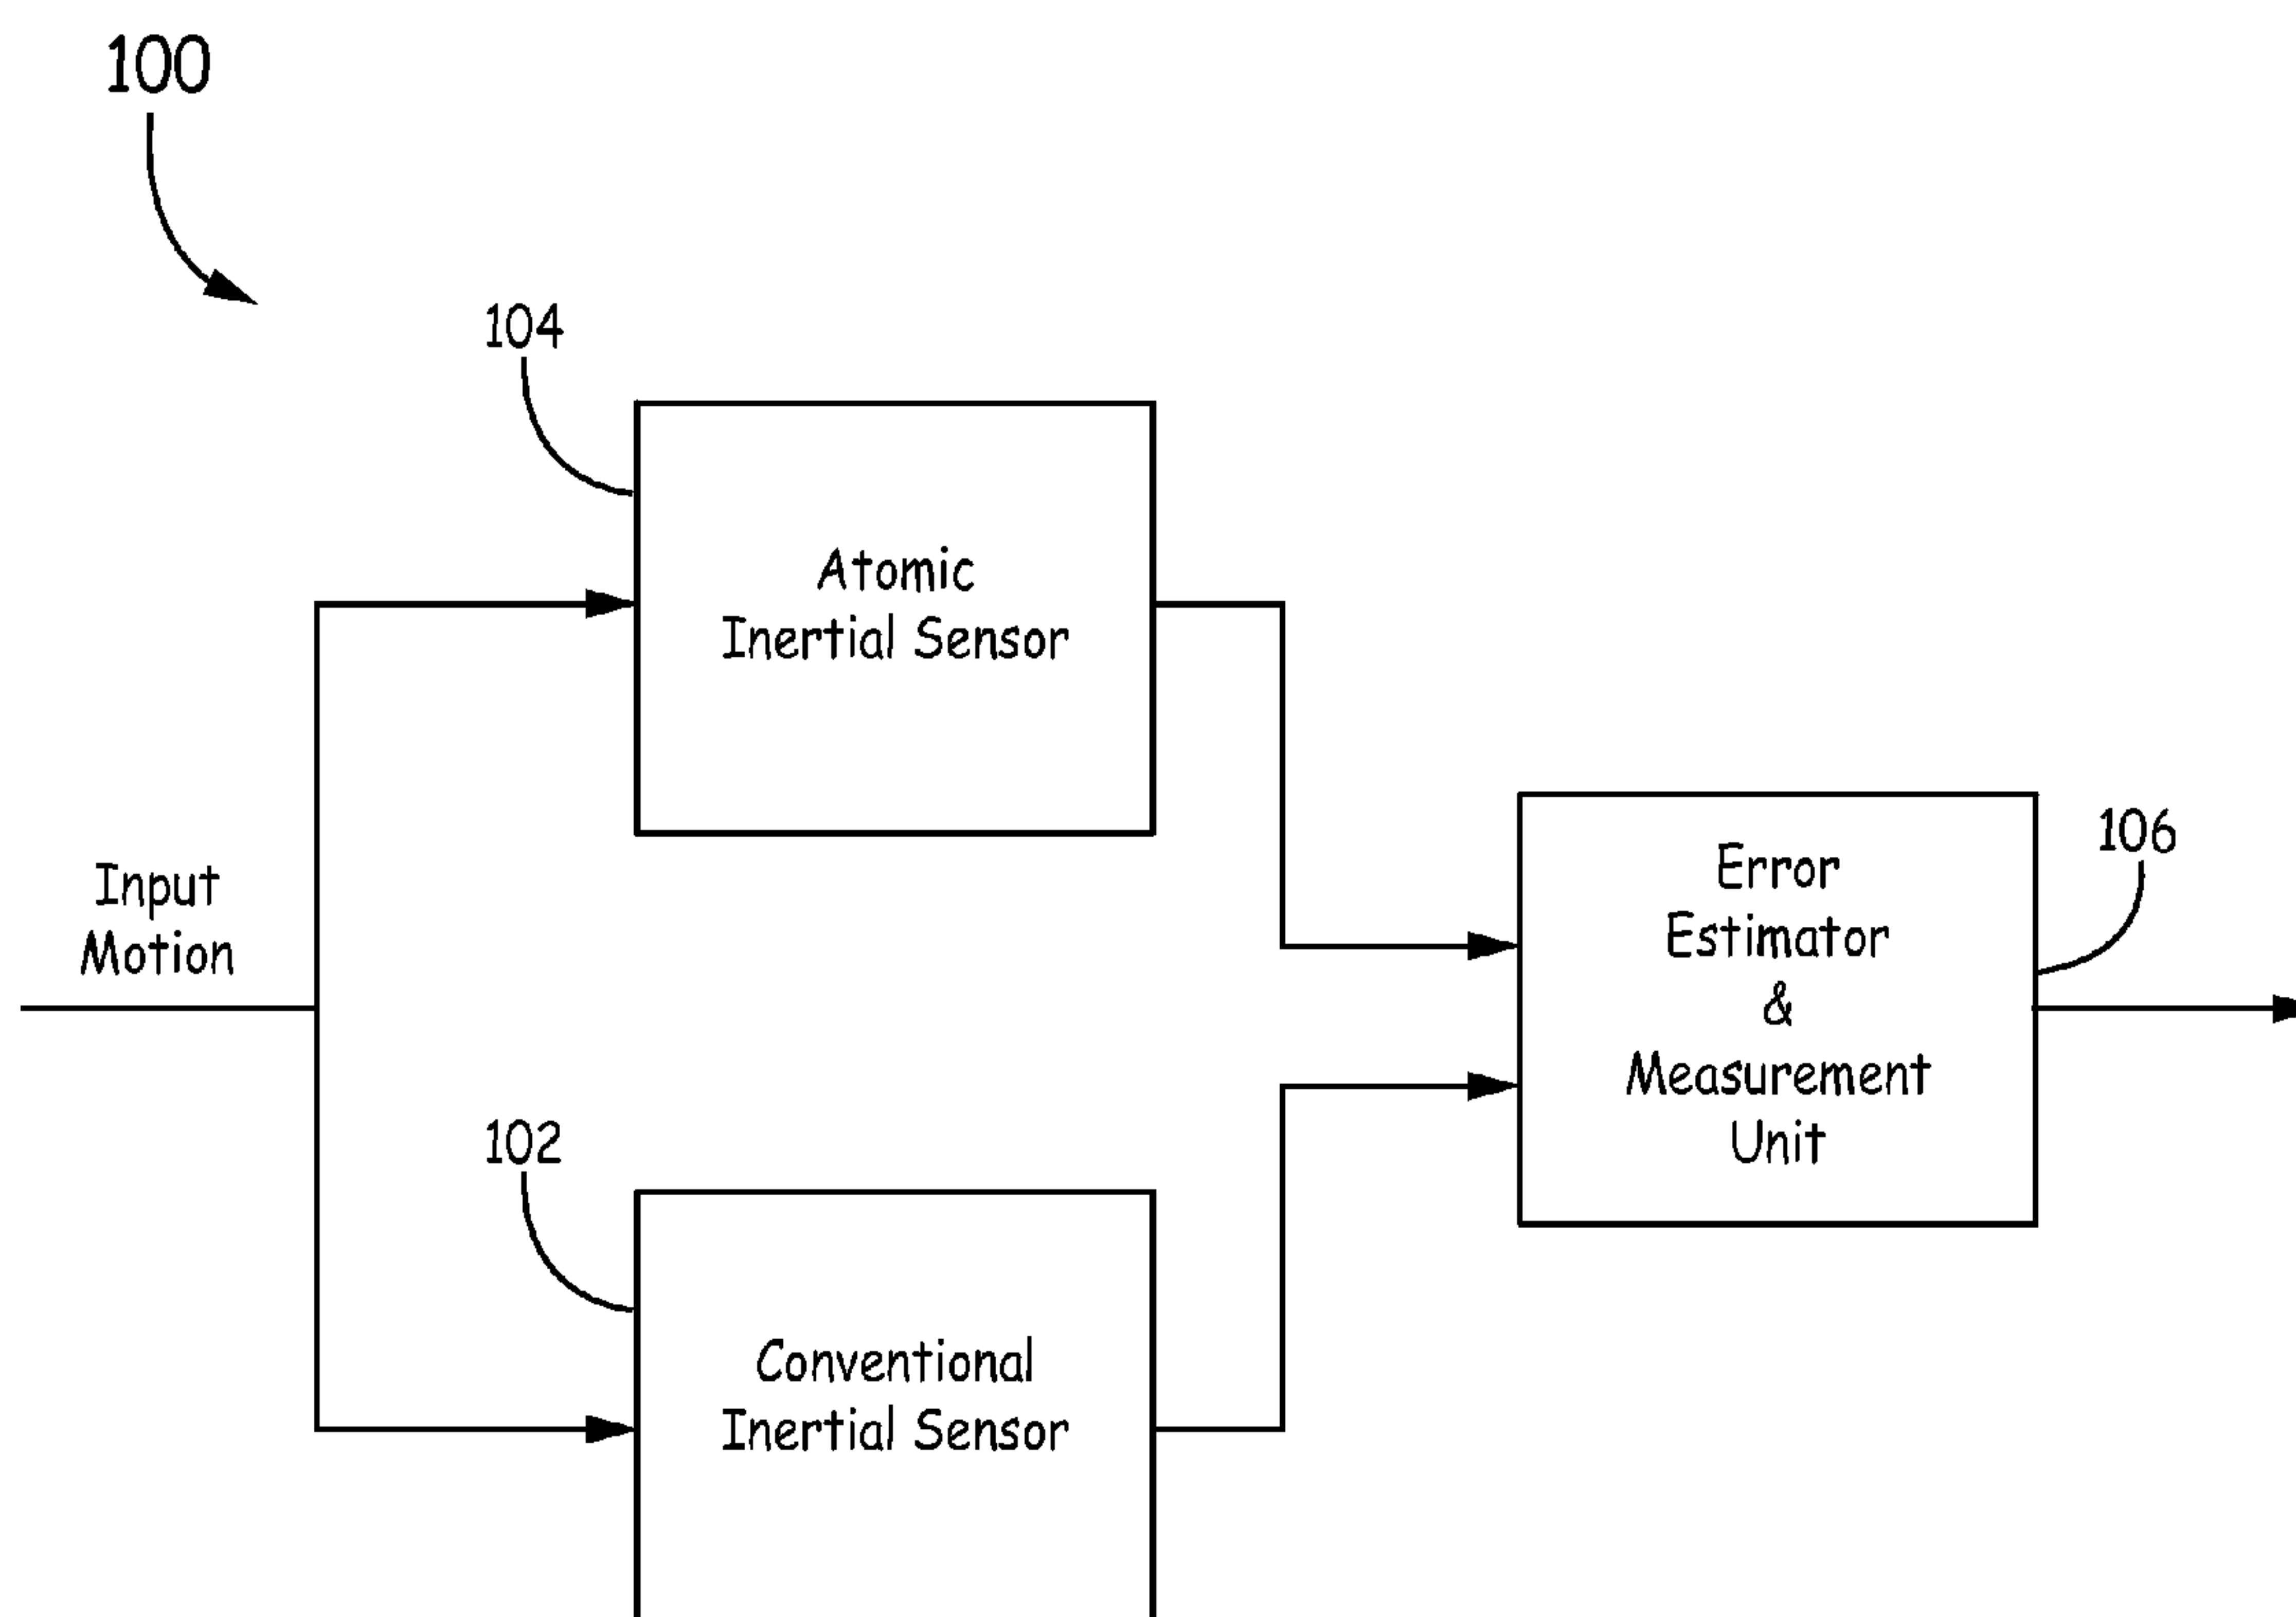 100
104
Atomic
Inertial Sensor
Input
Motion
106
Error
Estimator
&
Measurement
Unit
102
Conventional
Inertial Sensor